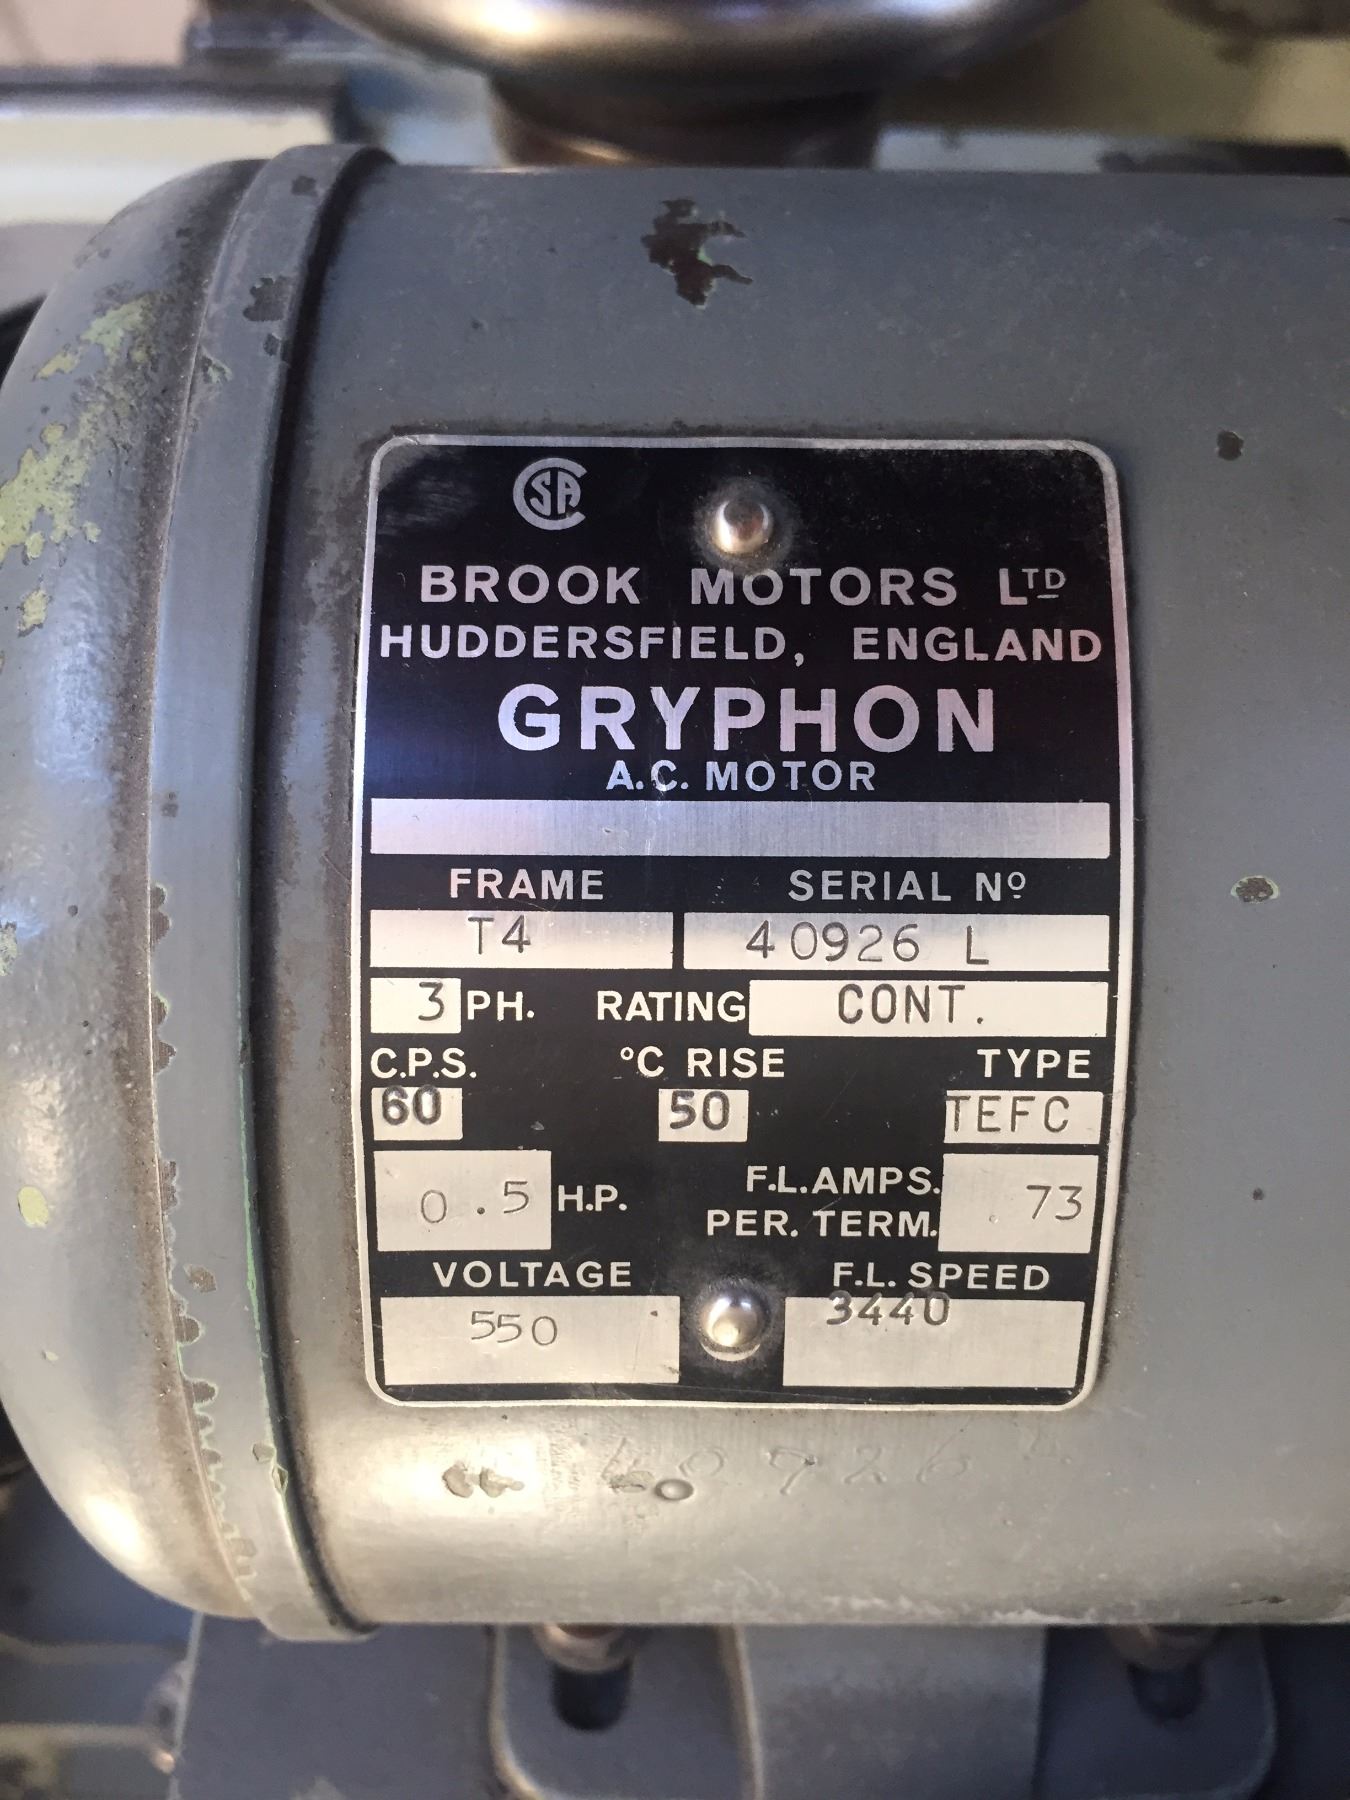 CSA
BROOK MOTORS LTD
HUDDERSFIELD, ENGLAND
GRYPHON
A.C. MOTOR
FRAME SERIAL Nº
T4 40926 L
3 PH. RATING CONT.
C.P.S. °C RISE TYPE
60 50 TEFC
0.5 H.P. F.L. AMPS. .73
PER. TERM.
VOLTAGE F.L. SPEED
550 3440
40926 L